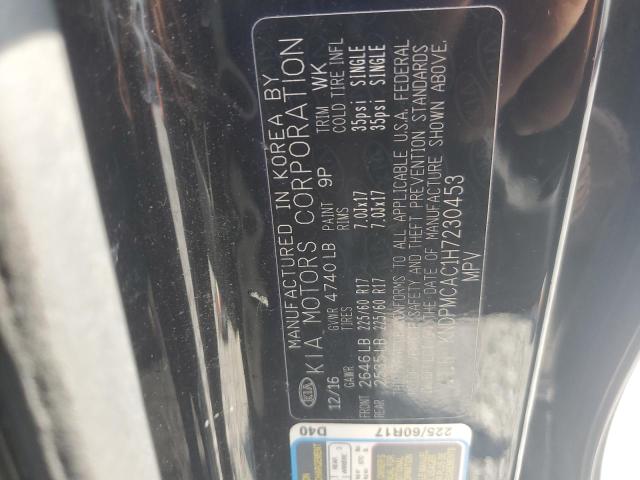 MANUFACTURED IN KOREA BY
KIA MOTORS CORPORATION
KIA
12/16 GVWR 4740LB PAINT 9P TRIM WK
GAWR TIRES RIMS COLD TIRE INFL
FRONT 2646LB 225/60 R17 7.0Jx17 35psi SINGLE
REAR 2535LB 225/60 R17 7.0Jx17 35psi SINGLE
CONFORMS TO ALL APPLICABLE U.S.A. FEDERAL
SAFETY AND THEFT PREVENTION STANDARDS
DATE OF MANUFACTURE SHOWN ABOVE.
KNDPMCAC1H7230453
MPV
225/60R17
D40